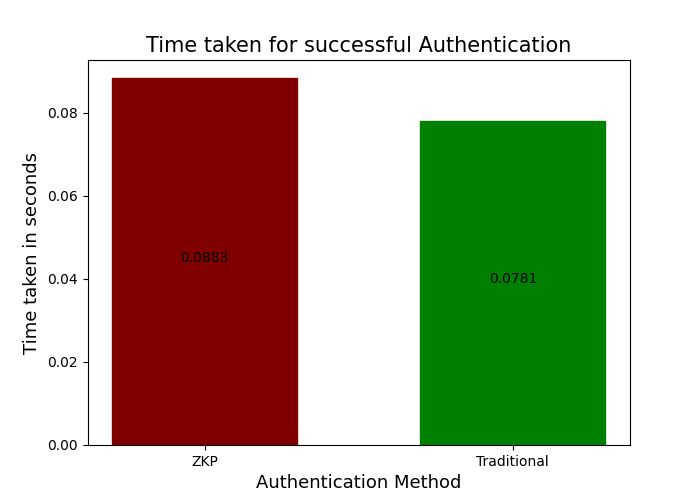 Time taken for successful Authentication
Time taken in seconds
0.08
0.06
0.04
0.02
0.00
0.0883
0.0781
ZKP
Traditional
Authentication Method